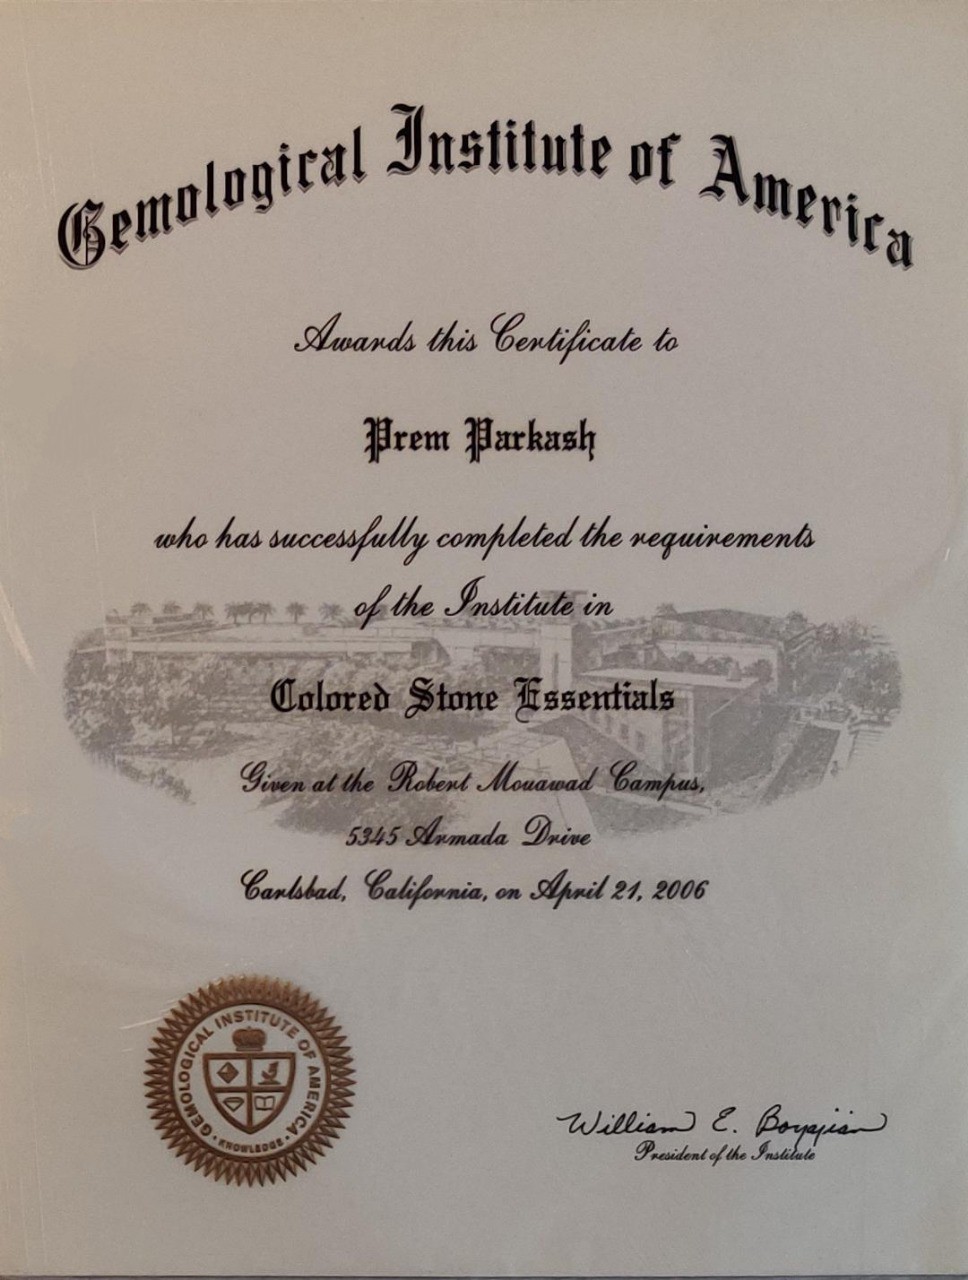 Gemological Institute of America
Awards this Certificate to
Prem Parkash
who has successfully completed the requirements
of the Institute in
Colored Stone Essentials
Given at the Robert Mouawad Campus,
5345 Armada Drive
Carlsbad, California, on April 21, 2006
GEMOLOGICAL INSTITUTE OF AMERICA
• KNOWLEDGE •
William E. Boyajian
President of the Institute